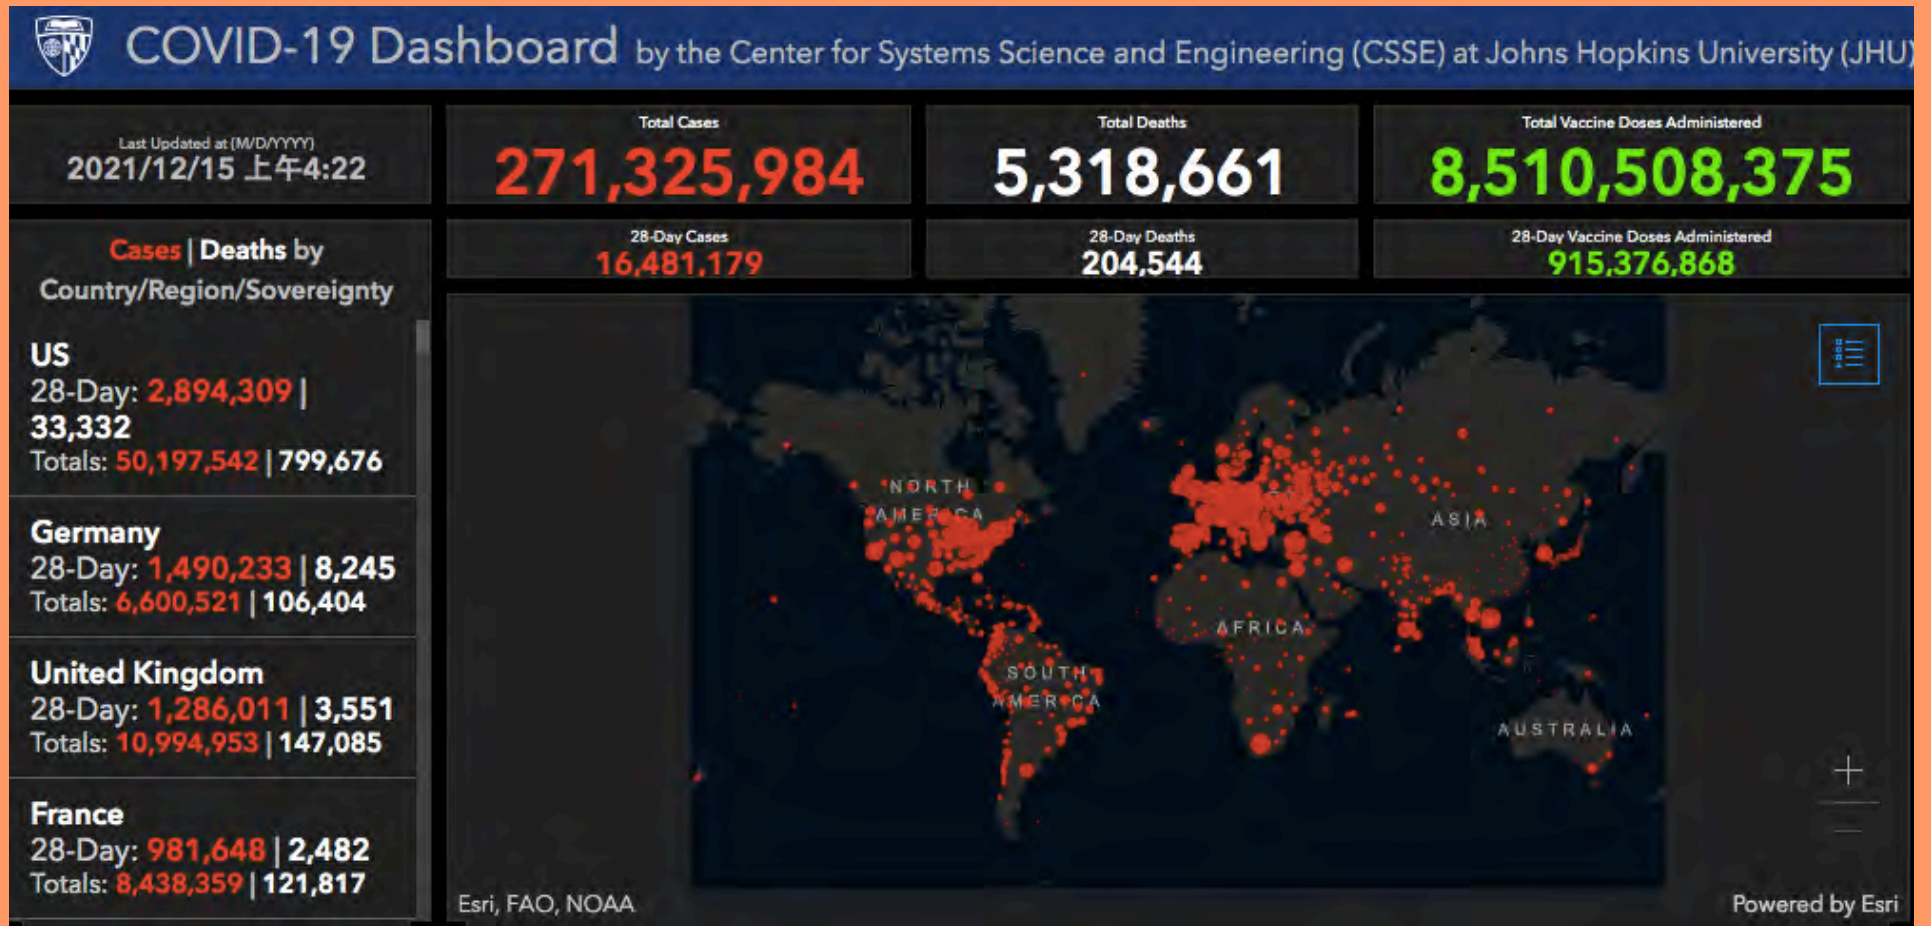 COVID-19 Dashboard by the Center for Systems Science and Engineering (CSSE) at Johns Hopkins University (JHU)
Last Updated at (M/D/YYYY)
2021/12/15 上午4:22
Total Cases
271,325,984
Total Deaths
5,318,661
Total Vaccine Doses Administered
8,510,508,375
28-Day Cases
16,481,179
28-Day Deaths
204,544
28-Day Vaccine Doses Administered
915,376,868
Cases | Deaths by
Country/Region/Sovereignty
US
28-Day: 2,894,309 |
33,332
Totals: 50,197,542 | 799,676
Germany
28-Day: 1,490,233 | 8,245
Totals: 6,600,521 | 106,404
United Kingdom
28-Day: 1,286,011 | 3,551
Totals: 10,994,953 | 147,085
France
28-Day: 981,648 | 2,482
Totals: 8,438,359 | 121,817
NORTH
AMERICA
ASIA
AFRICA
SOUTH
AMERICA
AUSTRALIA
Esri, FAO, NOAA
Powered by Esri